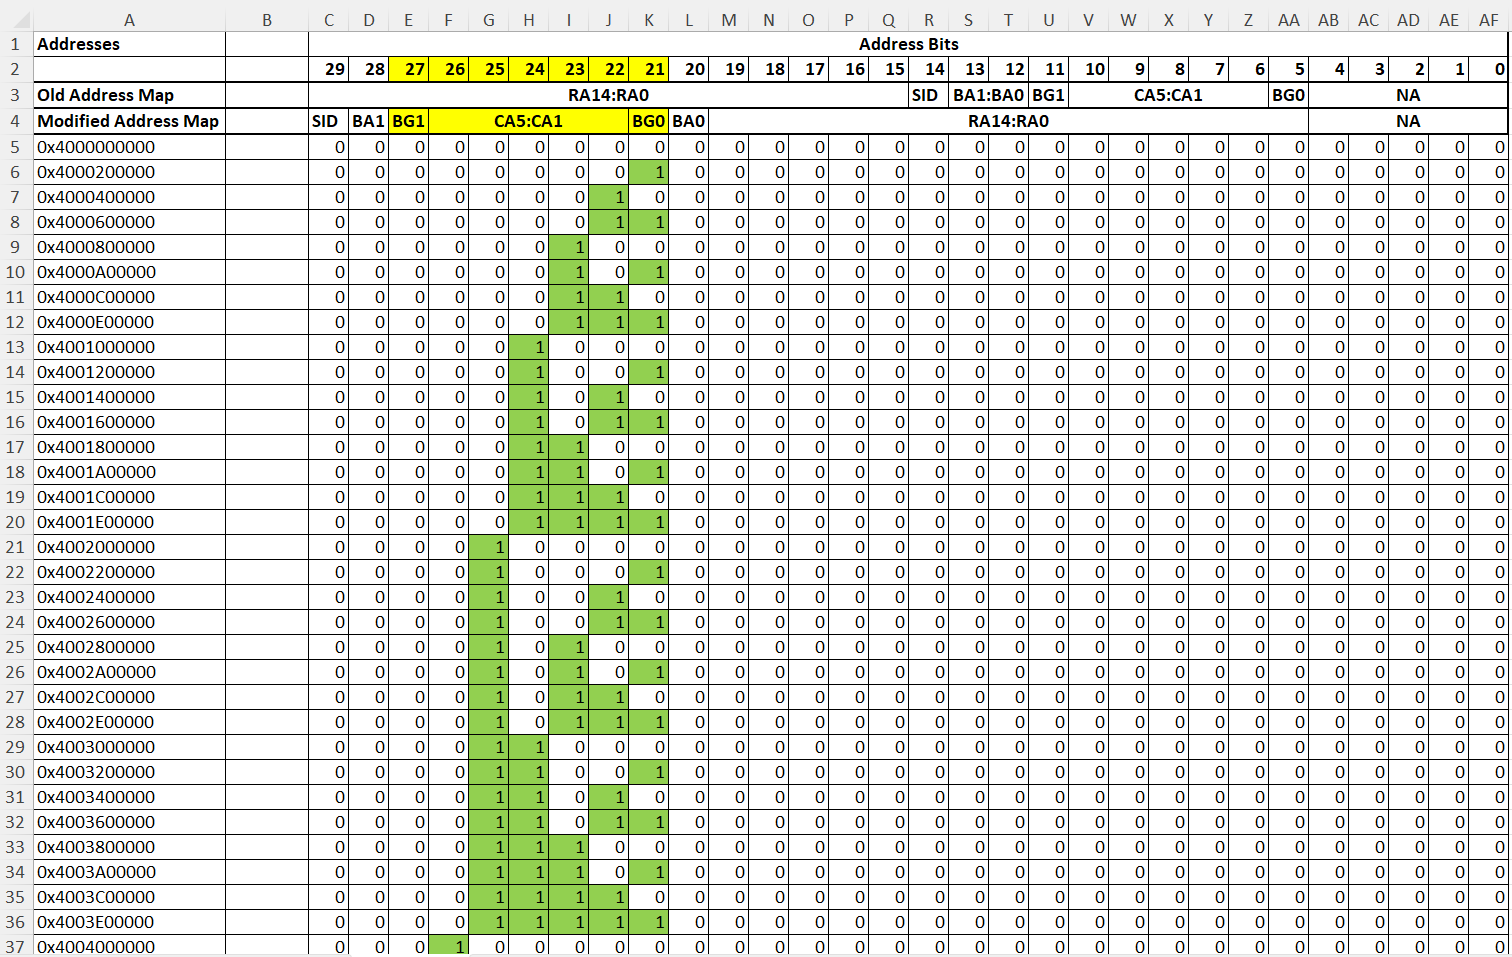 A B C D E F G H I J K L M N O P Q R S T U V W X Y Z AA AB AC AD AE AF
1 Addresses Address Bits
2 29 28 27 26 25 24 23 22 21 20 19 18 17 16 15 14 13 12 11 10 9 8 7 6 5 4 3 2 1 0
3 Old Address Map RA14:RA0 SID BA1:BA0 BG1 CA5:CA1 BG0 NA
4 Modified Address Map SID BA1 BG1 CA5:CA1 BG0 BA0 RA14:RA0 NA
5 0x4000000000 0 0 0 0 0 0 0 0 0 0 0 0 0 0 0 0 0 0 0 0 0 0 0 0 0 0 0 0 0 0
6 0x4000200000 0 0 0 0 0 0 0 0 1 0 0 0 0 0 0 0 0 0 0 0 0 0 0 0 0 0 0 0 0 0
7 0x4000400000 0 0 0 0 0 0 0 1 0 0 0 0 0 0 0 0 0 0 0 0 0 0 0 0 0 0 0 0 0 0
8 0x4000600000 0 0 0 0 0 0 0 1 1 0 0 0 0 0 0 0 0 0 0 0 0 0 0 0 0 0 0 0 0 0
9 0x4000800000 0 0 0 0 0 0 1 0 0 0 0 0 0 0 0 0 0 0 0 0 0 0 0 0 0 0 0 0 0 0
10 0x4000A00000 0 0 0 0 0 0 1 0 1 0 0 0 0 0 0 0 0 0 0 0 0 0 0 0 0 0 0 0 0 0
11 0x4000C00000 0 0 0 0 0 0 1 1 0 0 0 0 0 0 0 0 0 0 0 0 0 0 0 0 0 0 0 0 0 0
12 0x4000E00000 0 0 0 0 0 0 1 1 1 0 0 0 0 0 0 0 0 0 0 0 0 0 0 0 0 0 0 0 0 0
13 0x4001000000 0 0 0 0 0 1 0 0 0 0 0 0 0 0 0 0 0 0 0 0 0 0 0 0 0 0 0 0 0 0
14 0x4001200000 0 0 0 0 0 1 0 0 1 0 0 0 0 0 0 0 0 0 0 0 0 0 0 0 0 0 0 0 0 0
15 0x4001400000 0 0 0 0 0 1 0 1 0 0 0 0 0 0 0 0 0 0 0 0 0 0 0 0 0 0 0 0 0 0
16 0x4001600000 0 0 0 0 0 1 0 1 1 0 0 0 0 0 0 0 0 0 0 0 0 0 0 0 0 0 0 0 0 0
17 0x4001800000 0 0 0 0 0 1 1 0 0 0 0 0 0 0 0 0 0 0 0 0 0 0 0 0 0 0 0 0 0 0
18 0x4001A00000 0 0 0 0 0 1 1 0 1 0 0 0 0 0 0 0 0 0 0 0 0 0 0 0 0 0 0 0 0 0
19 0x4001C00000 0 0 0 0 0 1 1 1 0 0 0 0 0 0 0 0 0 0 0 0 0 0 0 0 0 0 0 0 0 0
20 0x4001E00000 0 0 0 0 0 1 1 1 1 0 0 0 0 0 0 0 0 0 0 0 0 0 0 0 0 0 0 0 0 0
21 0x4002000000 0 0 0 0 1 0 0 0 0 0 0 0 0 0 0 0 0 0 0 0 0 0 0 0 0 0 0 0 0 0
22 0x4002200000 0 0 0 0 1 0 0 0 1 0 0 0 0 0 0 0 0 0 0 0 0 0 0 0 0 0 0 0 0 0
23 0x4002400000 0 0 0 0 1 0 0 1 0 0 0 0 0 0 0 0 0 0 0 0 0 0 0 0 0 0 0 0 0 0
24 0x4002600000 0 0 0 0 1 0 0 1 1 0 0 0 0 0 0 0 0 0 0 0 0 0 0 0 0 0 0 0 0 0
25 0x4002800000 0 0 0 0 1 0 1 0 0 0 0 0 0 0 0 0 0 0 0 0 0 0 0 0 0 0 0 0 0 0
26 0x4002A00000 0 0 0 0 1 0 1 0 1 0 0 0 0 0 0 0 0 0 0 0 0 0 0 0 0 0 0 0 0 0
27 0x4002C00000 0 0 0 0 1 0 1 1 0 0 0 0 0 0 0 0 0 0 0 0 0 0 0 0 0 0 0 0 0 0
28 0x4002E00000 0 0 0 0 1 0 1 1 1 0 0 0 0 0 0 0 0 0 0 0 0 0 0 0 0 0 0 0 0 0
29 0x4003000000 0 0 0 0 1 1 0 0 0 0 0 0 0 0 0 0 0 0 0 0 0 0 0 0 0 0 0 0 0 0
30 0x4003200000 0 0 0 0 1 1 0 0 1 0 0 0 0 0 0 0 0 0 0 0 0 0 0 0 0 0 0 0 0 0
31 0x4003400000 0 0 0 0 1 1 0 1 0 0 0 0 0 0 0 0 0 0 0 0 0 0 0 0 0 0 0 0 0 0
32 0x4003600000 0 0 0 0 1 1 0 1 1 0 0 0 0 0 0 0 0 0 0 0 0 0 0 0 0 0 0 0 0 0
33 0x4003800000 0 0 0 0 1 1 1 0 0 0 0 0 0 0 0 0 0 0 0 0 0 0 0 0 0 0 0 0 0 0
34 0x4003A00000 0 0 0 0 1 1 1 0 1 0 0 0 0 0 0 0 0 0 0 0 0 0 0 0 0 0 0 0 0 0
35 0x4003C00000 0 0 0 0 1 1 1 1 0 0 0 0 0 0 0 0 0 0 0 0 0 0 0 0 0 0 0 0 0 0
36 0x4003E00000 0 0 0 0 1 1 1 1 1 0 0 0 0 0 0 0 0 0 0 0 0 0 0 0 0 0 0 0 0 0
37 0x4004000000 0 0 0 1 0 0 0 0 0 0 0 0 0 0 0 0 0 0 0 0 0 0 0 0 0 0 0 0 0 0